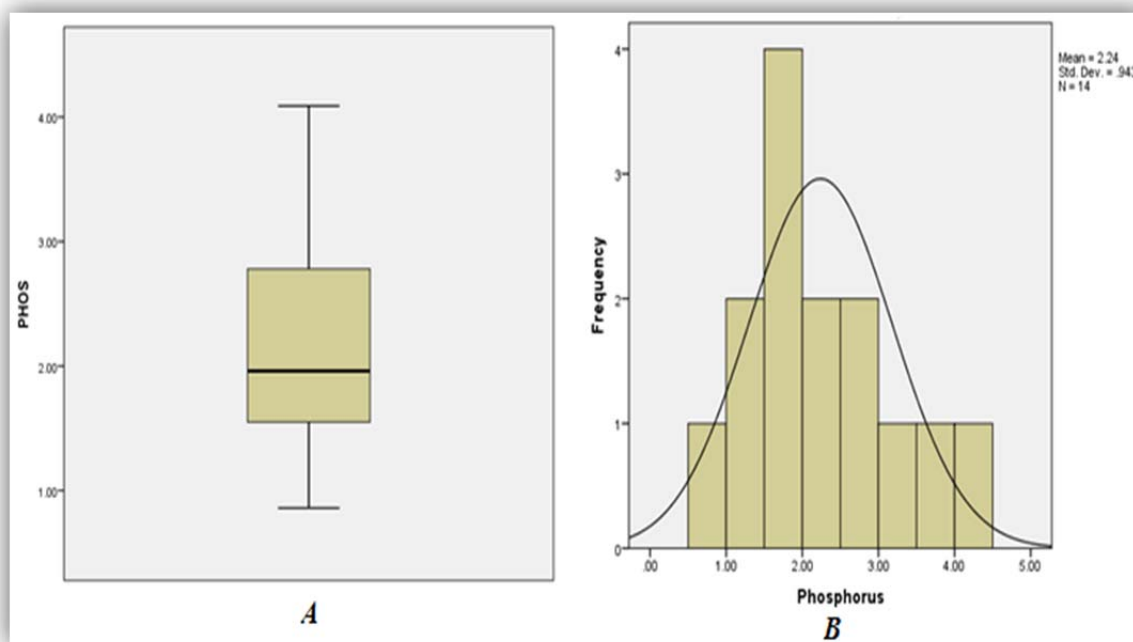 4.00
3.00
2.00
1.00
PHOS
A
4
3
2
1
0
Frequency
.00
1.00
2.00
3.00
4.00
5.00
Phosphorus
B
Mean = 2.24
Std. Dev. =
N = 14